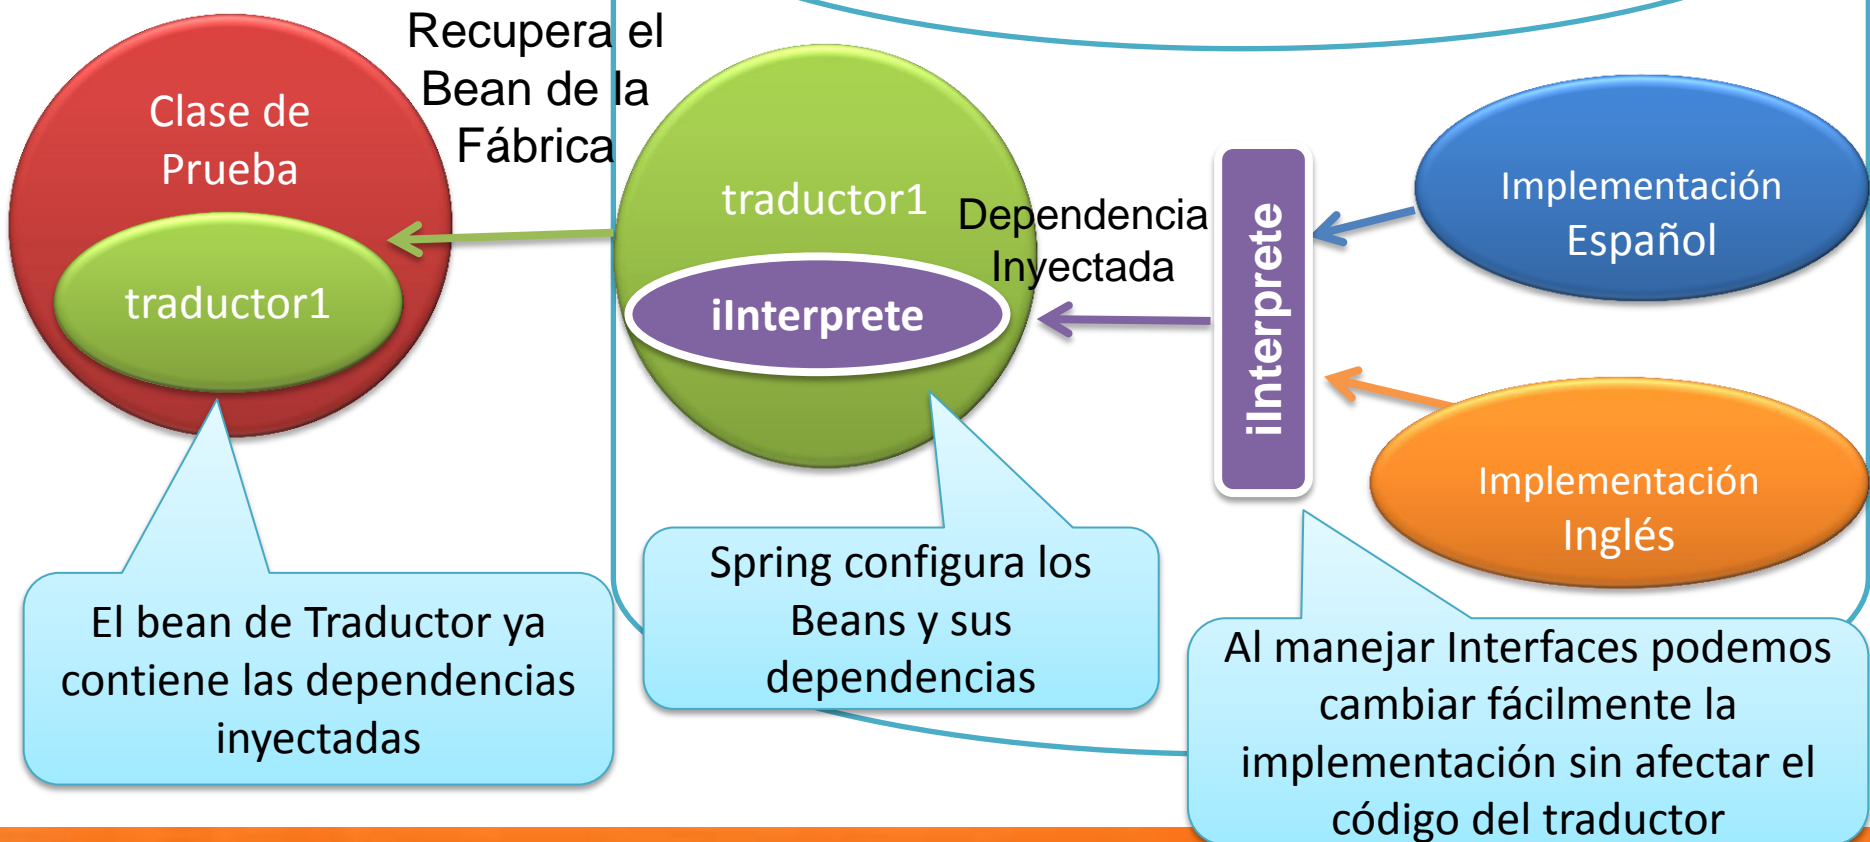 Clase de
Prueba
traductor1
Recupera el
Bean de la
Fábrica
traductor1
iInterprete
Dependencia
Inyectada
iInterprete
Implementación
Español
Implementación
Inglés
El bean de Traductor ya
contiene las dependencias
inyectadas
Spring configura los
Beans y sus
dependencias
Al manejar Interfaces podemos
cambiar fácilmente la
implementación sin afectar el
código del traductor